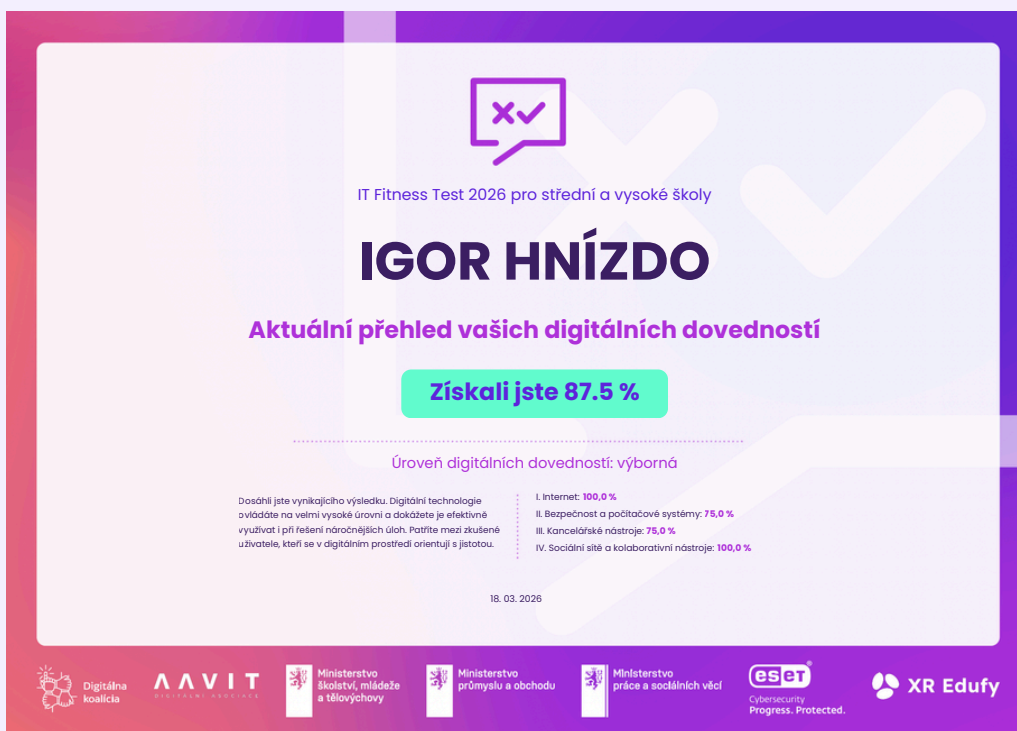 IT Fitness Test 2026 pro střední a vysoké školy
IGOR HNÍZDO
Aktuální přehled vašich digitálních dovedností
Získali jste 87.5 %
Úroveň digitálních dovedností: výborná
Dosáhli jste vynikajícího výsledku. Digitální technologie
ovládáte na velmi vysoké úrovni a dokážete je efektivně
využívat i při řešení náročnějších úloh. Patříte mezi zkušené
uživatele, kteří se v digitálním prostředí orientují s jistotou.
I. Internet: 100,0 %
II. Bezpečnost a počítačové systémy: 75,0 %
III. Kancelářské nástroje: 75,0 %
IV. Sociální sítě a kolaborativní nástroje: 100,0 %
18. 03. 2026
Digitálna
koalícia
AAVIT
DIGITÁLNÍ ASOCIACE
Ministerstvo
školství, mládeže
a tělovýchovy
Ministerstvo
průmyslu a obchodu
Ministerstvo
práce a sociálních věcí
eset®
Cybersecurity
Progress. Protected.
XR Edufy